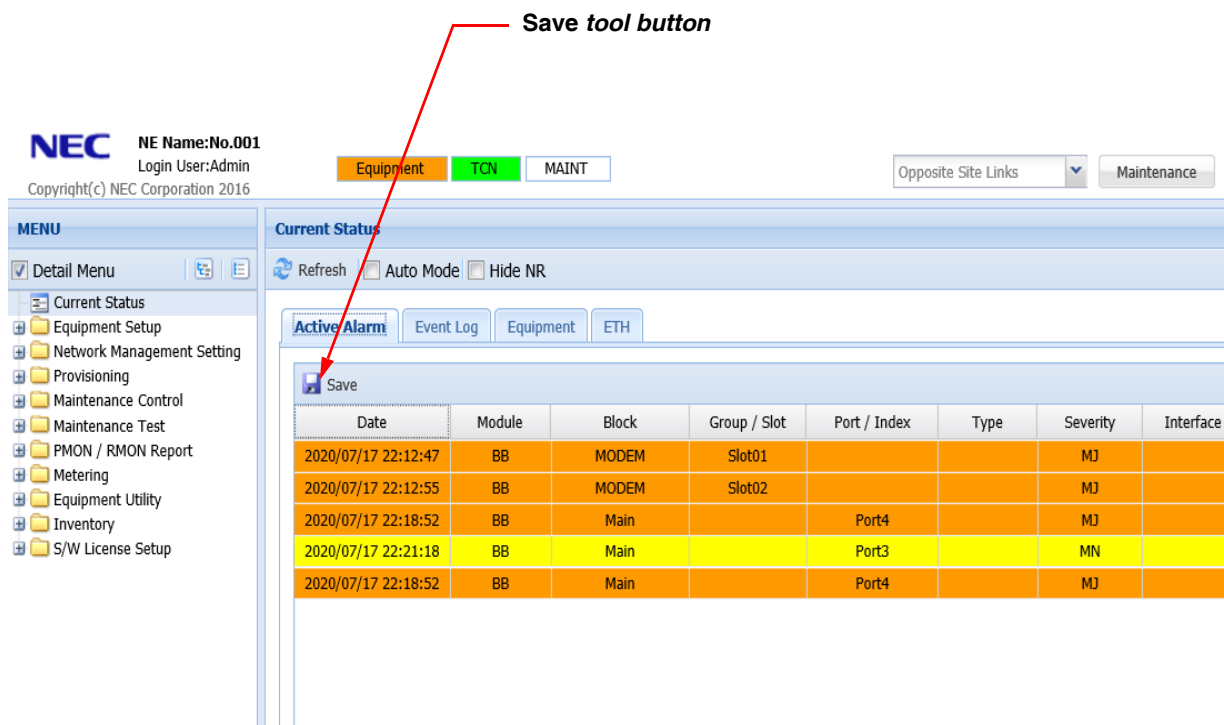 Save tool button
NEC
NE Name:No.001
Login User:Admin
Copyright(c) NEC Corporation 2016
Equipment TCN MAINT
Opposite Site Links Maintenance
MENU
Current Status
Detail Menu
Refresh Auto Mode Hide NR
Current Status
Equipment Setup
Network Management Setting
Provisioning
Maintenance Control
Maintenance Test
PMON / RMON Report
Metering
Equipment Utility
Inventory
S/W License Setup
Active Alarm Event Log Equipment ETH
Save
Date Module Block Group / Slot Port / Index Type Severity Interface
2020/07/17 22:12:47 BB MODEM Slot01 MJ
2020/07/17 22:12:55 BB MODEM Slot02 MJ
2020/07/17 22:18:52 BB Main Port4 MJ
2020/07/17 22:21:18 BB Main Port3 MN
2020/07/17 22:18:52 BB Main Port4 MJ